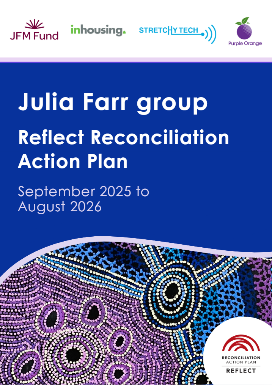 JFM Fund
inhousing.
STRETCHY TECH
Purple Orange
Julia Farr group
Reflect Reconciliation
Action Plan
September 2025 to
August 2026
RECONCILIATION
ACTION PLAN
REFLECT